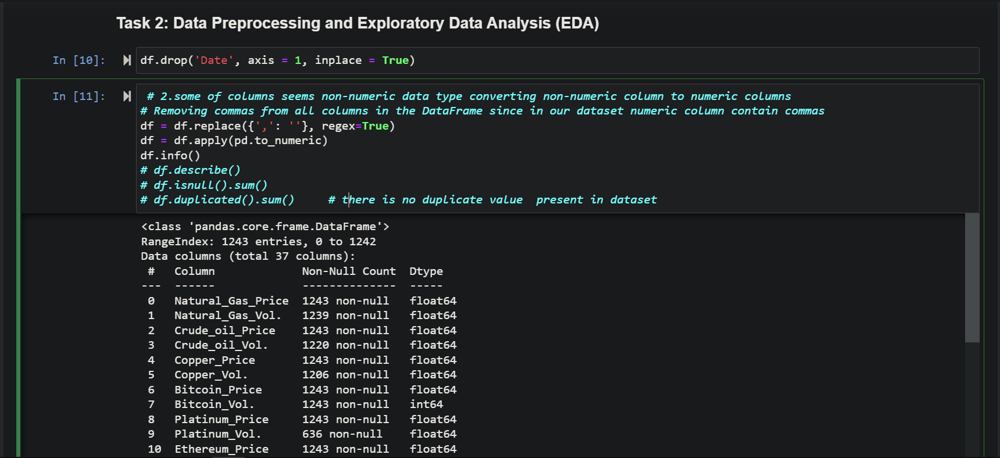 Task 2: Data Preprocessing and Exploratory Data Analysis (EDA)
In [10]: df.drop('Date', axis = 1, inplace = True)
In [11]: # 2.some of columns seems non-numeric data type converting non-numeric column to numeric columns
# Removing commas from all columns in the DataFrame since in our dataset numeric column contain commas
df = df.replace({',': ''}, regex=True)
df = df.apply(pd.to_numeric)
df.info()
# df.describe()
# df.isnull().sum()
# df.duplicated().sum()     # there is no duplicate value  present in dataset
<class 'pandas.core.frame.DataFrame'>
RangeIndex: 1243 entries, 0 to 1242
Data columns (total 37 columns):
 #   Column             Non-Null Count  Dtype
---  ------             --------------  -----
 0   Natural_Gas_Price  1243 non-null   float64
 1   Natural_Gas_Vol.   1239 non-null   float64
 2   Crude_oil_Price    1243 non-null   float64
 3   Crude_oil_Vol.     1220 non-null   float64
 4   Copper_Price       1243 non-null   float64
 5   Copper_Vol.        1206 non-null   float64
 6   Bitcoin_Price      1243 non-null   float64
 7   Bitcoin_Vol.       1243 non-null   int64
 8   Platinum_Price     1243 non-null   float64
 9   Platinum_Vol.      636 non-null    float64
 10  Ethereum_Price     1243 non-null   float64